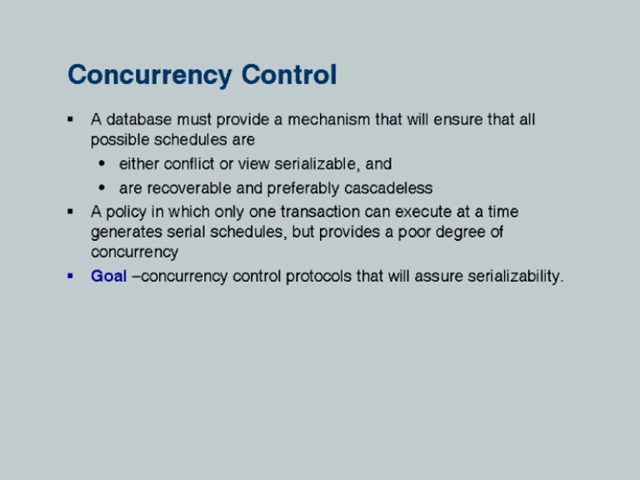 Concurrency Control
▪ A database must provide a mechanism that will ensure that all
possible schedules are
• either conflict or view serializable, and
• are recoverable and preferably cascadeless
▪ A policy in which only one transaction can execute at a time
generates serial schedules, but provides a poor degree of
concurrency
▪ Goal –concurrency control protocols that will assure serializability.